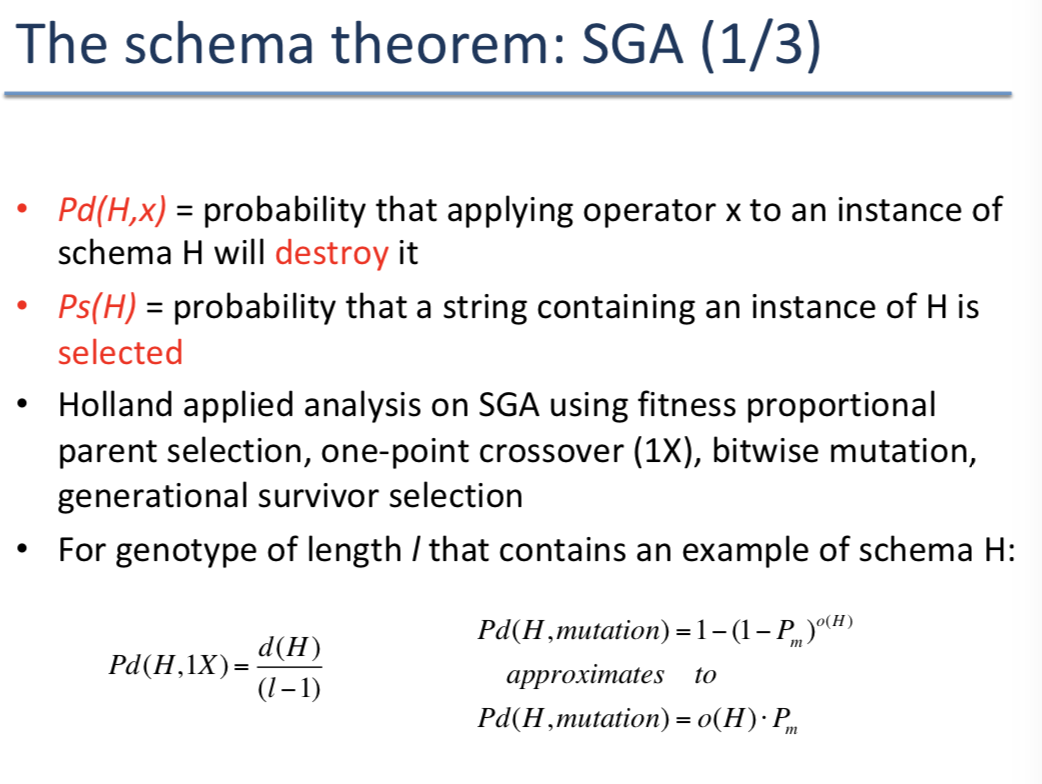 The schema theorem: SGA (1/3)
• Pd(H,x) = probability that applying operator x to an instance of
schema H will destroy it
• Ps(H) = probability that a string containing an instance of H is
selected
• Holland applied analysis on SGA using fitness proportional
parent selection, one-point crossover (1X), bitwise mutation,
generational survivor selection
• For genotype of length l that contains an example of schema H:
Pd(H,1X) = d(H) / (l – 1)
Pd(H,mutation) = 1 – (1 – Pₘ)^o(H)
approximates to
Pd(H,mutation) = o(H) · Pₘ